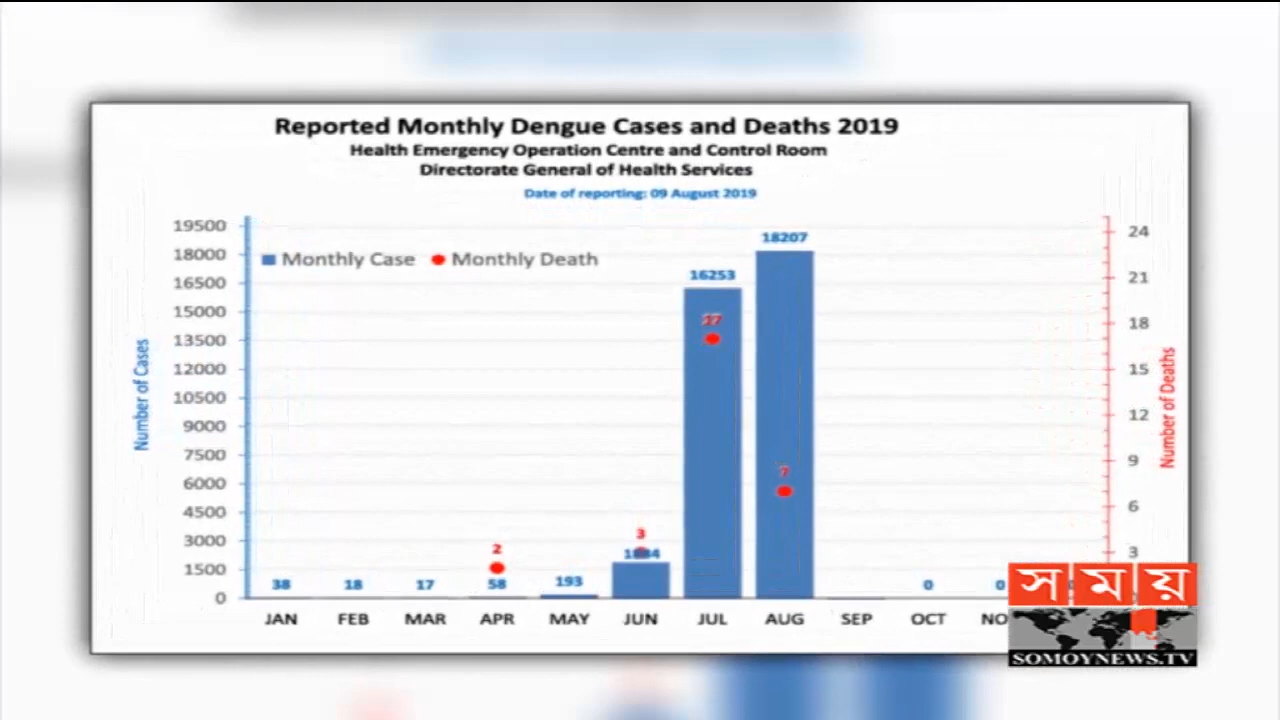 Reported Monthly Dengue Cases and Deaths 2019
Health Emergency Operation Centre and Control Room
Directorate General of Health Services
Date of reporting: 09 August 2019
Monthly Case Monthly Death
Number of Cases
19500
18000
16500
15000
13500
12000
10500
9000
7500
6000
4500
3000
1500
0
38 18 17 58 193 16253 18207 0 0
2 3 17 7
JAN FEB MAR APR MAY JUN JUL AUG SEP OCT NO
24
21
18
15
12
9
6
3
Number of Deaths
সময়
SOMOYNEWS.TV